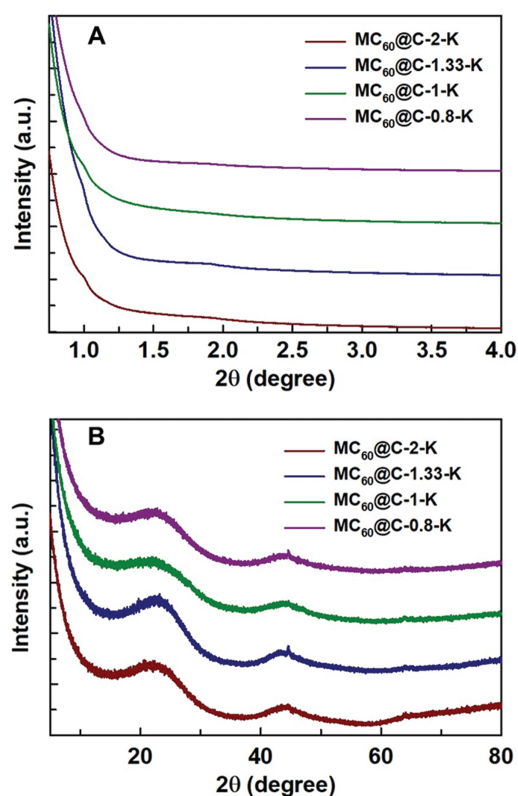 A
MC₆₀@C-2-K
MC₆₀@C-1.33-K
MC₆₀@C-1-K
MC₆₀@C-0.8-K
Intensity (a.u.)
1.0 1.5 2.0 2.5 3.0 3.5 4.0
2θ (degree)
B
MC₆₀@C-2-K
MC₆₀@C-1.33-K
MC₆₀@C-1-K
MC₆₀@C-0.8-K
Intensity (a.u.)
20 40 60 80
2θ (degree)